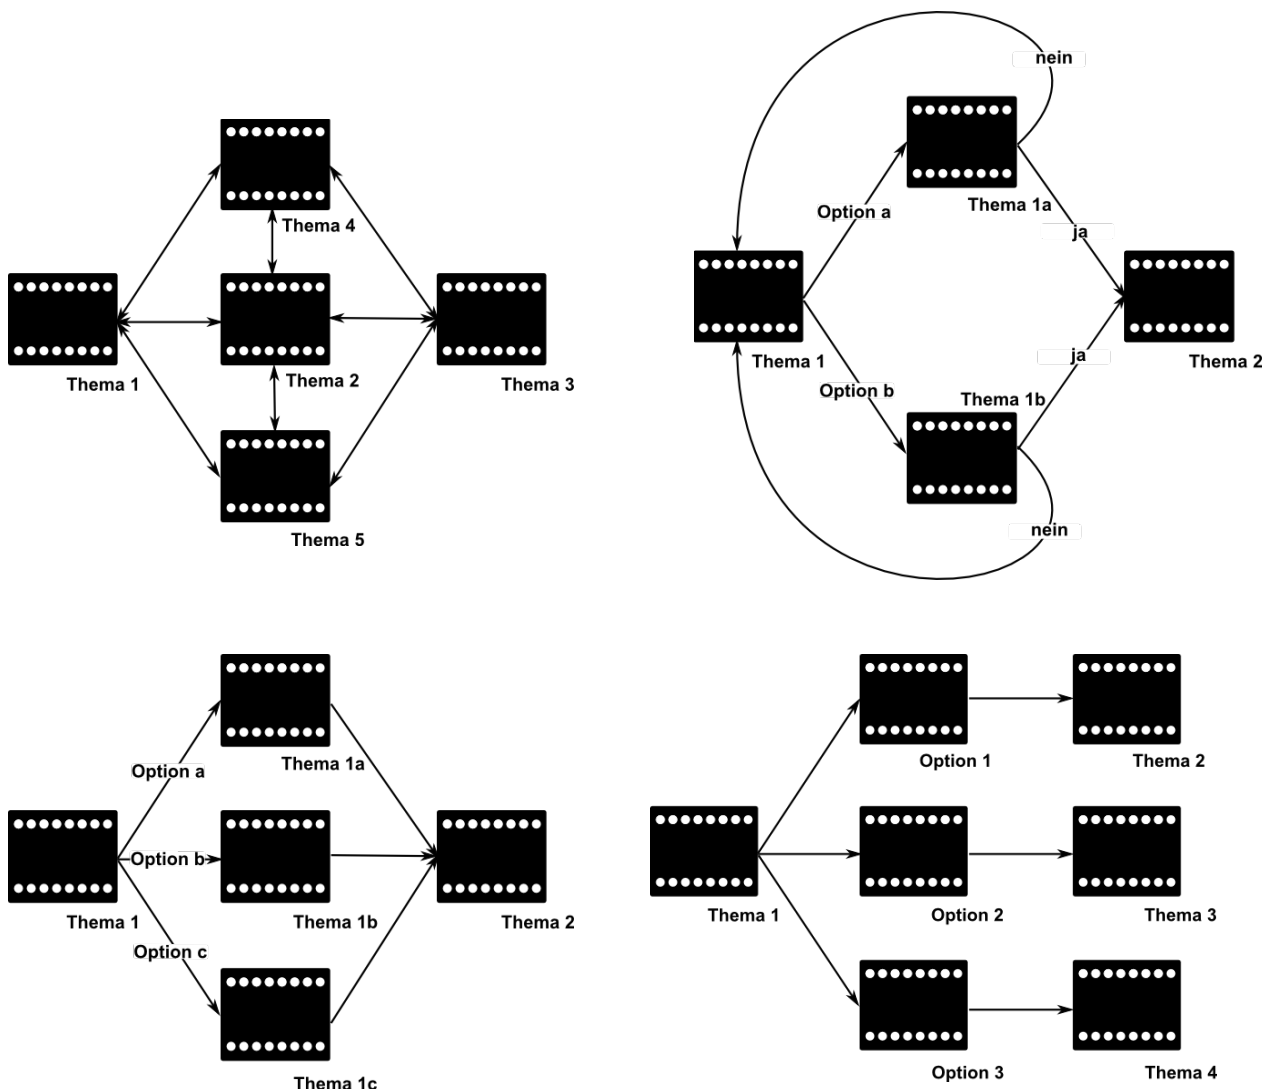 Thema 4
Thema 1
Thema 2
Thema 3
Thema 5
nein
Thema 1a
Option a
ja
Thema 1
Thema 2
ja
Option b
Thema 1b
nein
Thema 1a
Option a
Option b
Thema 1
Thema 1b
Thema 2
Option c
Thema 1c
Option 1
Thema 2
Thema 1
Option 2
Thema 3
Option 3
Thema 4